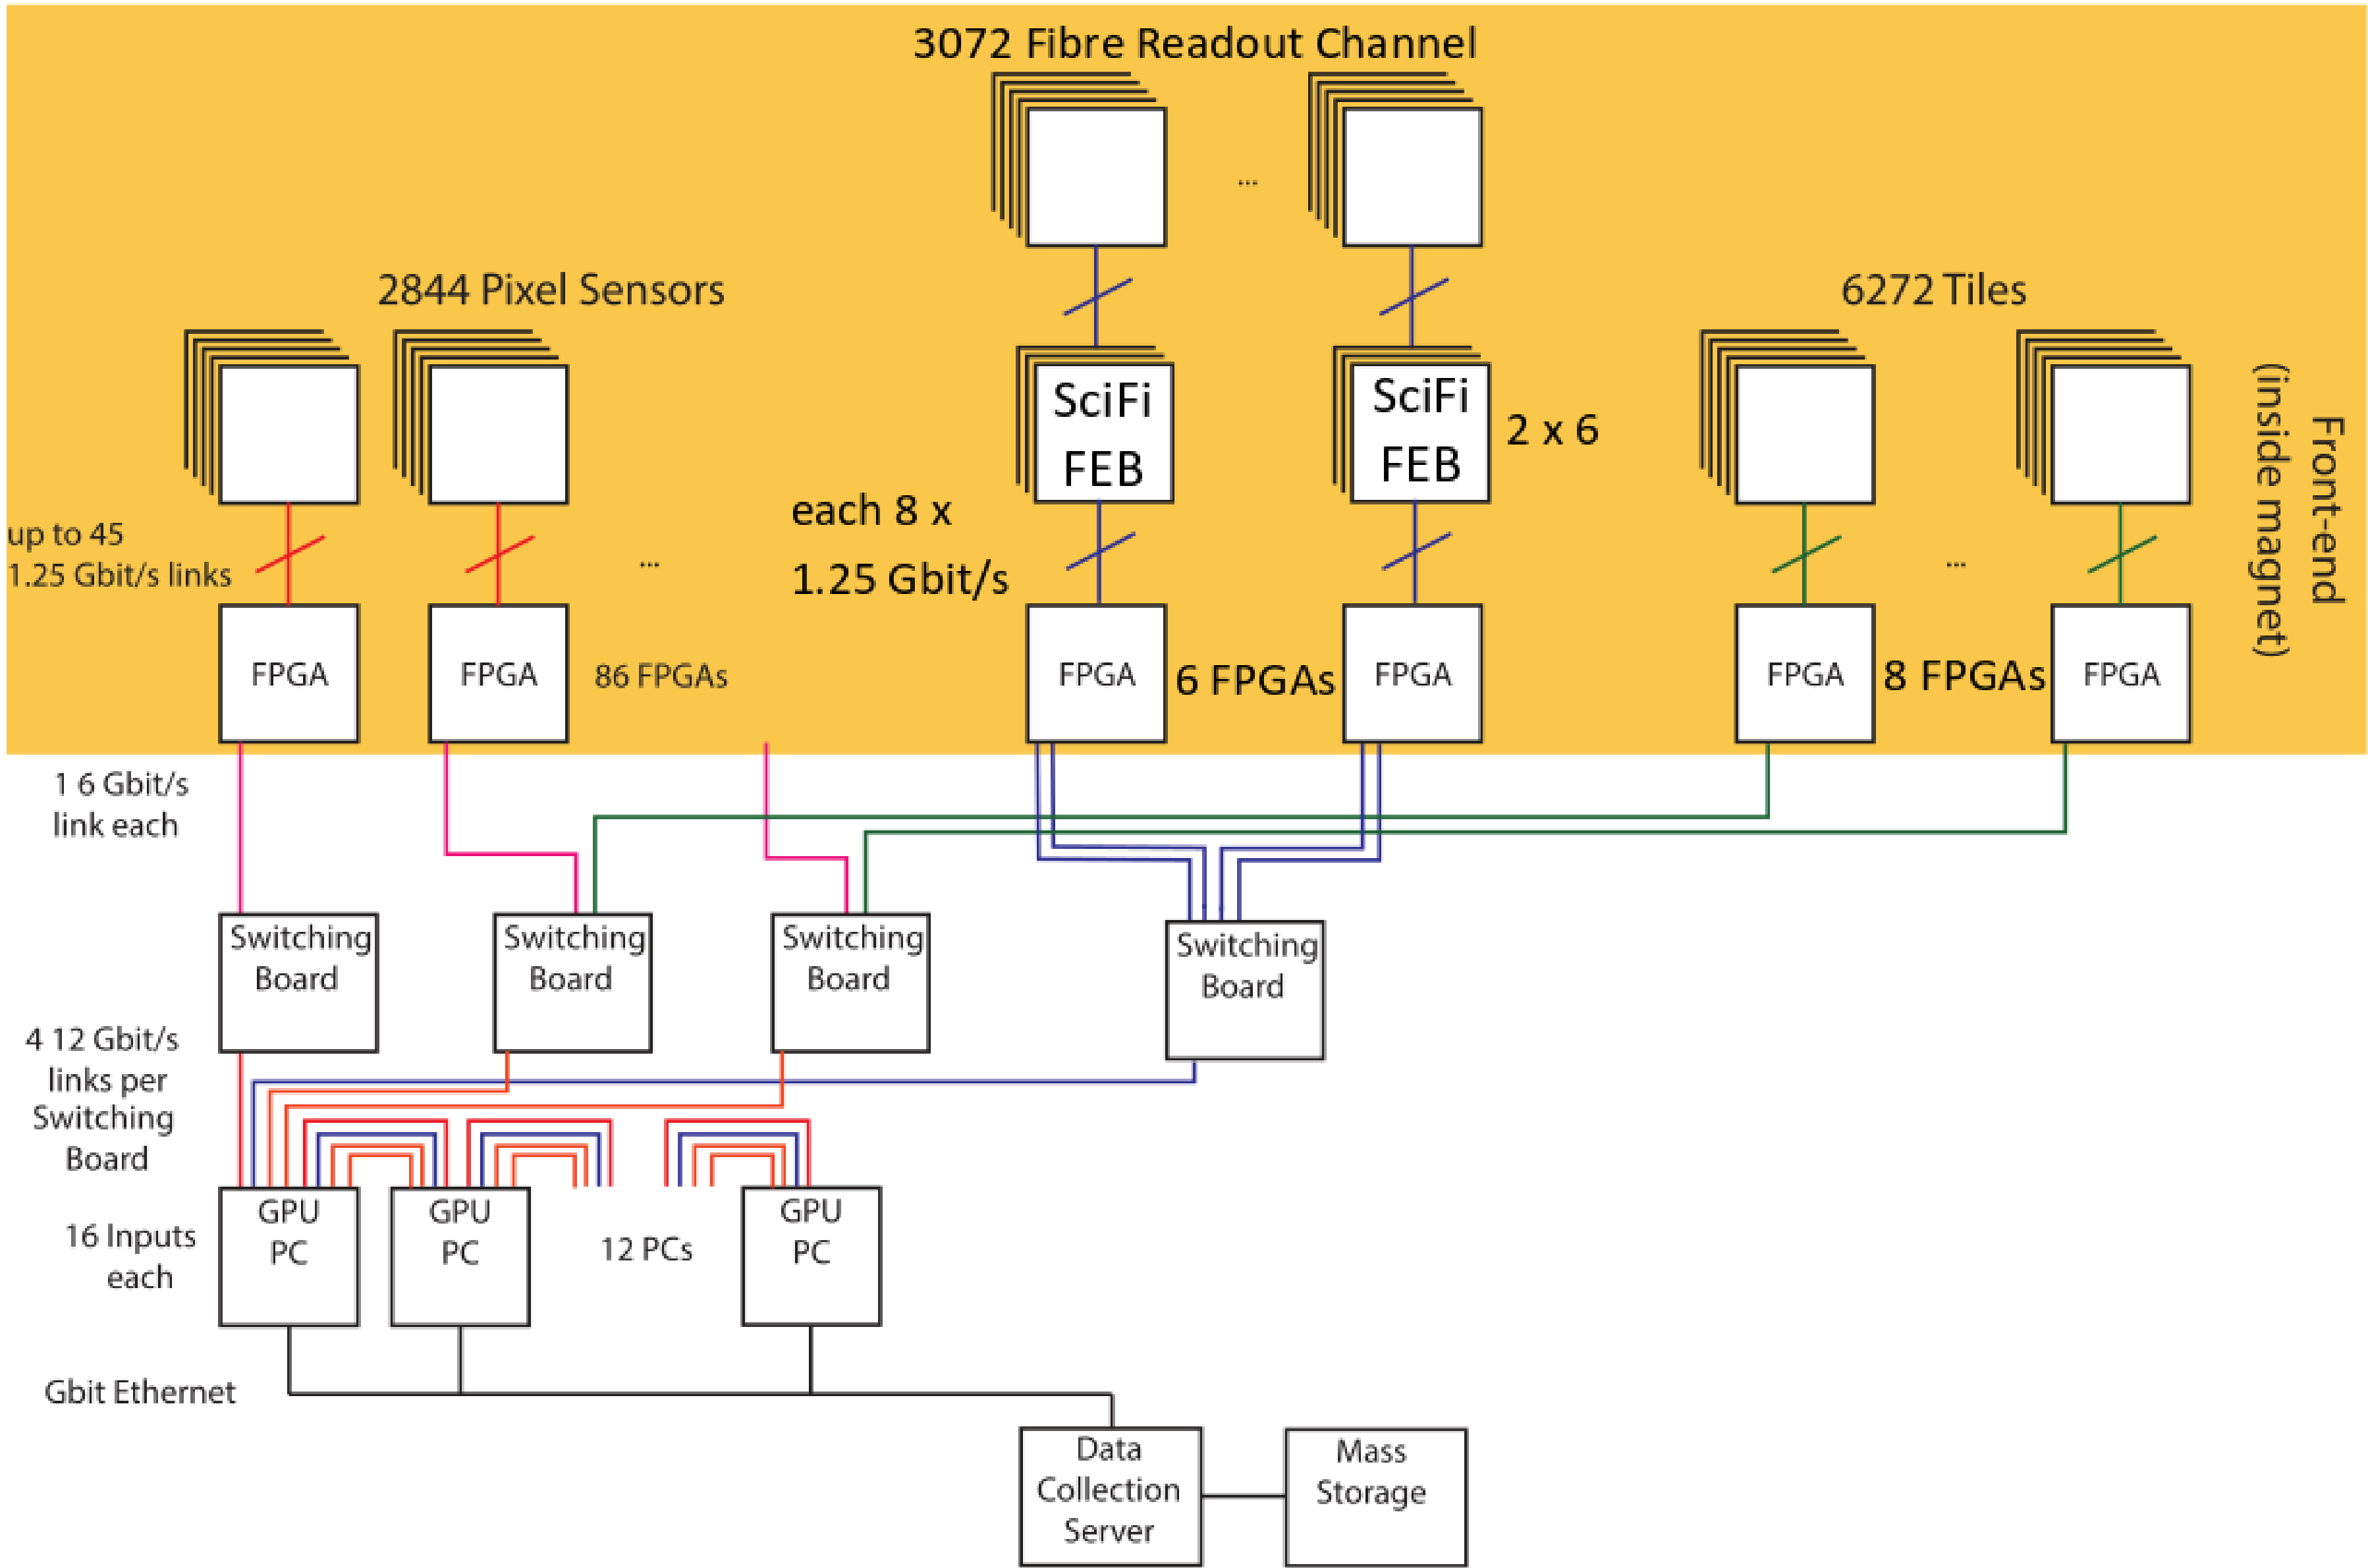 3072 Fibre Readout Channel
...
2844 Pixel Sensors
6272 Tiles
SciFi
FEB
SciFi
FEB
2 x 6
Front-end
(inside magnet)
up to 45
1.25 Gbit/s links
...
each 8 x
1.25 Gbit/s
...
FPGA
FPGA
86 FPGAs
FPGA
6 FPGAs
FPGA
FPGA
8 FPGAs
FPGA
1 6 Gbit/s
link each
Switching
Board
Switching
Board
Switching
Board
Switching
Board
4 12 Gbit/s
links per
Switching
Board
16 Inputs
each
GPU
PC
GPU
PC
12 PCs
GPU
PC
Gbit Ethernet
Data
Collection
Server
Mass
Storage